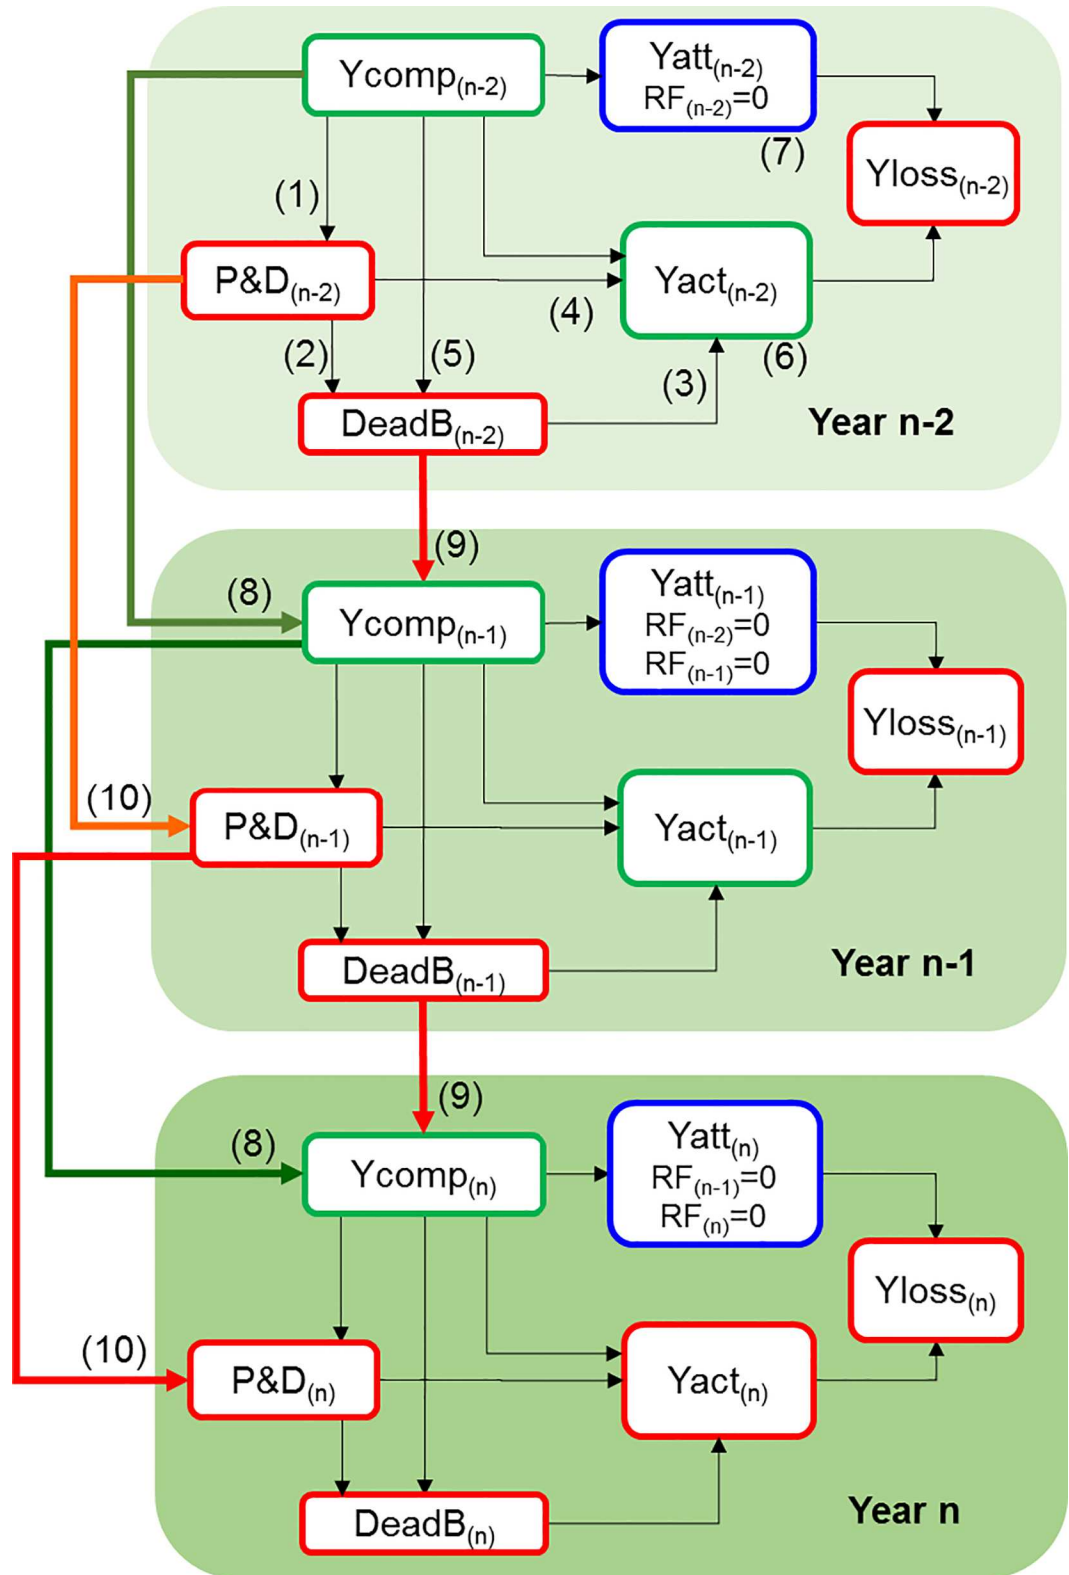 Ycomp(n-2)
Yatt(n-2)
RF(n-2)=0
(7)
Yloss(n-2)
(1)
P&D(n-2)
(4)
Yact(n-2)
(6)
(2)
(5)
(3)
DeadB(n-2)
Year n-2
(9)
(8)
Ycomp(n-1)
Yatt(n-1)
RF(n-2)=0
RF(n-1)=0
Yloss(n-1)
(10)
P&D(n-1)
Yact(n-1)
DeadB(n-1)
Year n-1
(9)
(8)
Ycomp(n)
Yatt(n)
RF(n-1)=0
RF(n)=0
Yloss(n)
(10)
P&D(n)
Yact(n)
DeadB(n)
Year n